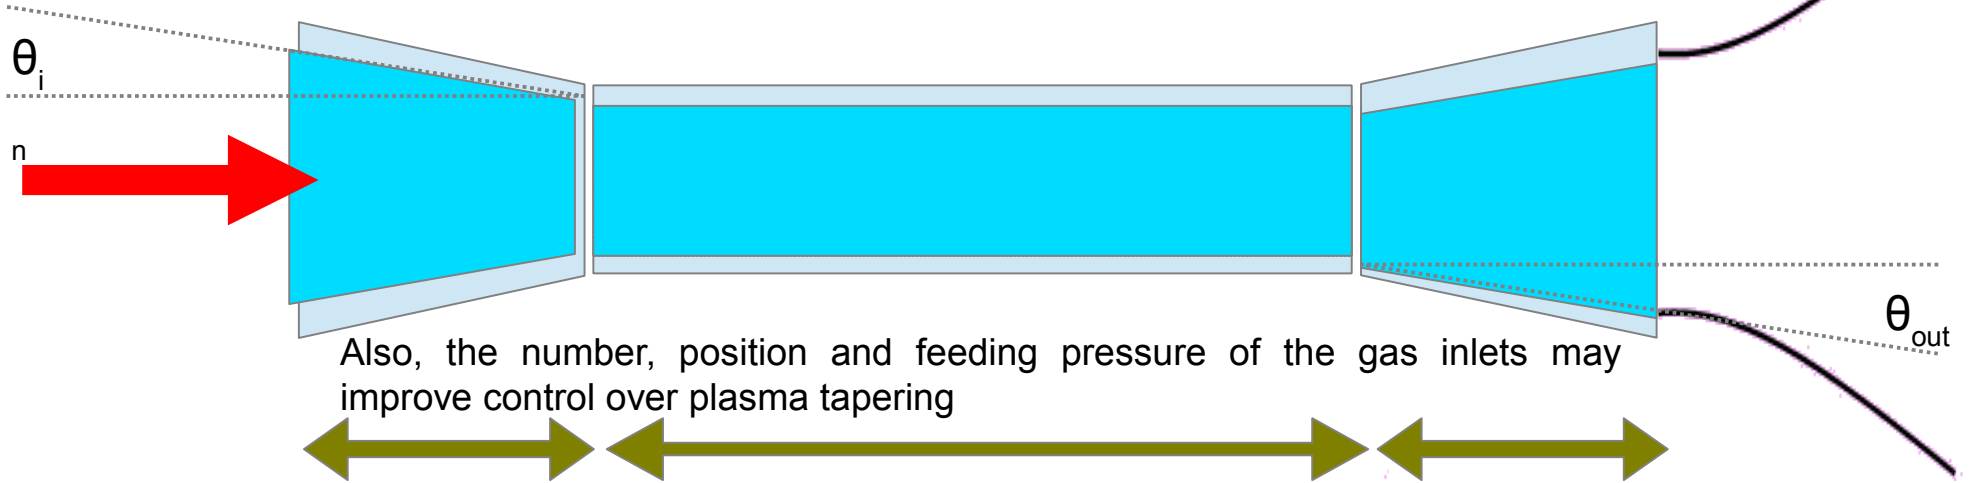 θi
n
Also, the number, position and feeding pressure of the gas inlets may
improve control over plasma tapering
θout